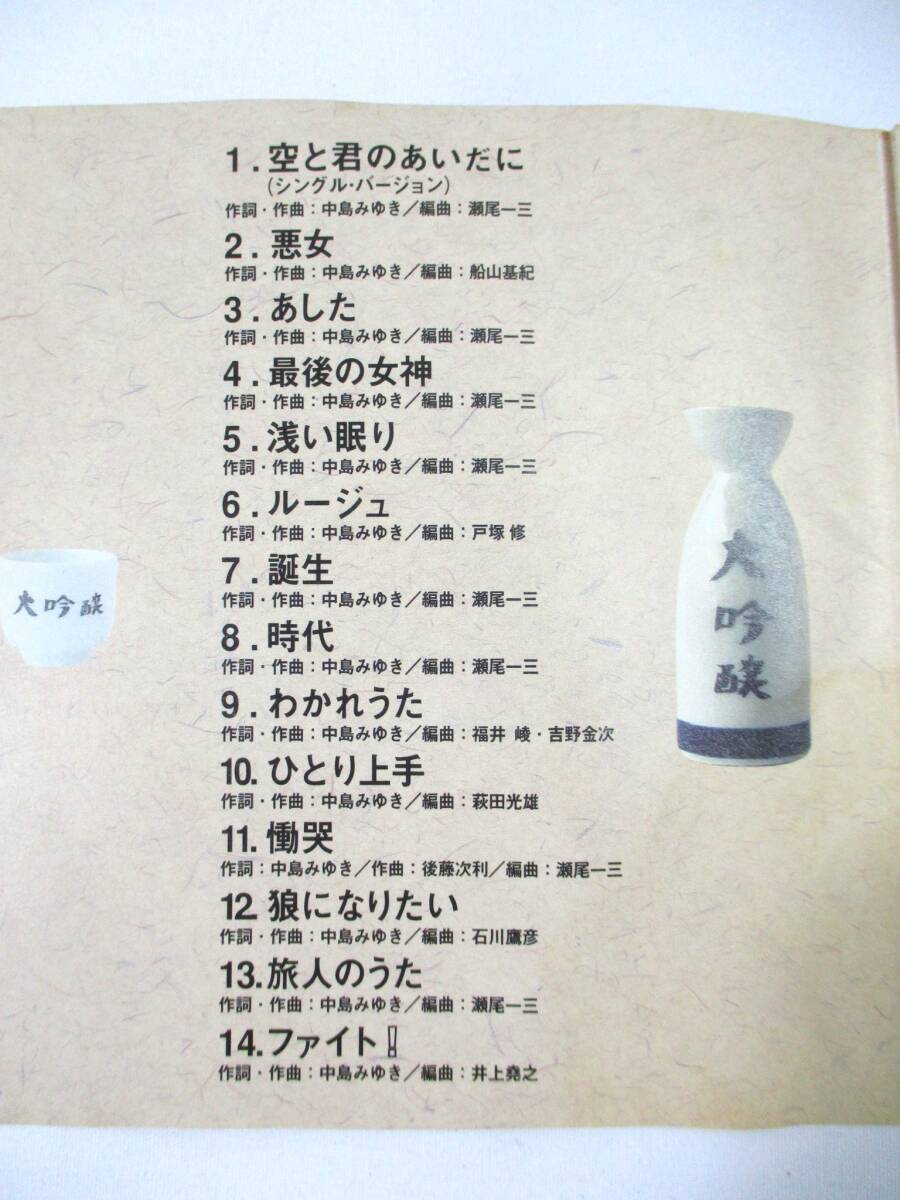 1.空と君のあいだに
(シングル・バージョン)
作詞・作曲：中島みゆき／編曲：瀬尾一三
2.悪女
作詞・作曲：中島みゆき／編曲：船山基紀
3.あした
作詞・作曲：中島みゆき／編曲：瀬尾一三
4.最後の女神
作詞・作曲：中島みゆき／編曲：瀬尾一三
5.浅い眠り
作詞・作曲：中島みゆき／編曲：瀬尾一三
6.ルージュ
作詞・作曲：中島みゆき／編曲：戸塚 修
7.誕生
作詞・作曲：中島みゆき／編曲：瀬尾一三
8.時代
作詞・作曲：中島みゆき／編曲：瀬尾一三
9.わかれうた
作詞・作曲：中島みゆき／編曲：福井 崚・吉野金次
10.ひとり上手
作詞・作曲：中島みゆき／編曲：萩田光雄
11.慟哭
作詞：中島みゆき／作曲：後藤次利／編曲：瀬尾一三
12.狼になりたい
作詞・作曲：中島みゆき／編曲：石川鷹彦
13.旅人のうた
作詞・作曲：中島みゆき／編曲：瀬尾一三
14.ファイト!
作詞・作曲：中島みゆき／編曲：井上堯之
大吟醸
大
吟
醸